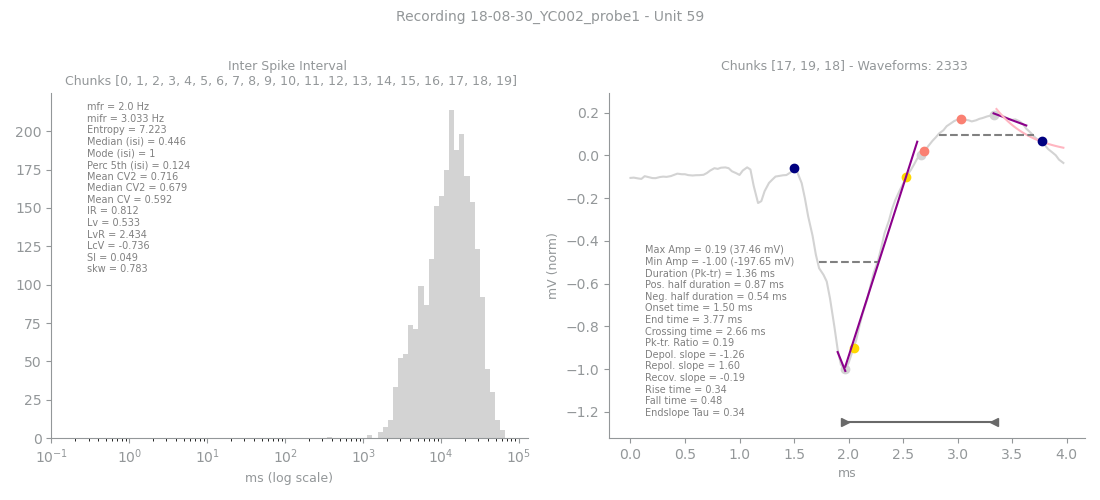 Recording 18-08-30_YC002_probe1 - Unit 59
Inter Spike Interval
Chunks [0, 1, 2, 3, 4, 5, 6, 7, 8, 9, 10, 11, 12, 13, 14, 15, 16, 17, 18, 19]
mfr = 2.0 Hz
mifr = 3.033 Hz
Entropy = 7.223
Median (isi) = 0.446
Mode (isi) = 1
Perc 5th (isi) = 0.124
Mean CV2 = 0.716
Median CV2 = 0.679
Mean CV = 0.592
IR = 0.812
Lv = 0.533
LvR = 2.434
LcV = -0.736
SI = 0.049
skw = 0.783
200
175
150
125
100
75
50
25
0
10⁻¹ 10⁰ 10¹ 10² 10³ 10⁴ 10⁵
ms (log scale)
Chunks [17, 19, 18] - Waveforms: 2333
mV (norm)
0.2
0.0
−0.2
−0.4
−0.6
−0.8
−1.0
−1.2
Max Amp = 0.19 (37.46 mV)
Min Amp = -1.00 (-197.65 mV)
Duration (Pk-tr) = 1.36 ms
Pos. half duration = 0.87 ms
Neg. half duration = 0.54 ms
Onset time = 1.50 ms
End time = 3.77 ms
Crossing time = 2.66 ms
Pk-tr. Ratio = 0.19
Depol. slope = -1.26
Repol. slope = 1.60
Recov. slope = -0.19
Rise time = 0.34
Fall time = 0.48
Endslope Tau = 0.34
0.0 0.5 1.0 1.5 2.0 2.5 3.0 3.5 4.0
ms